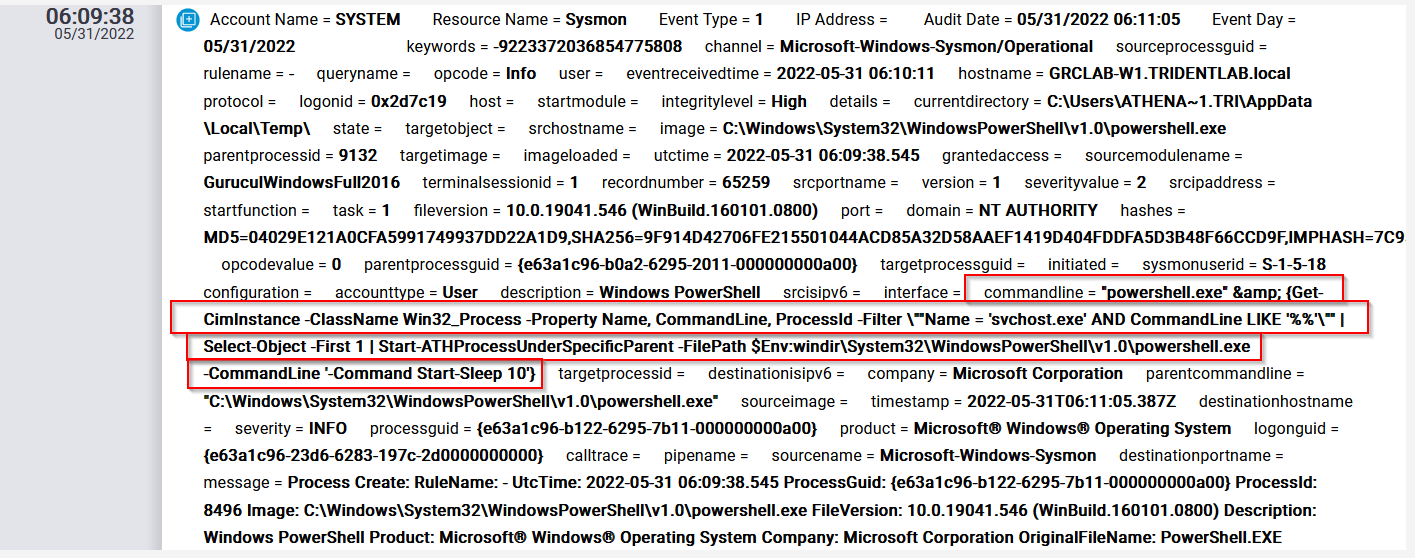 06:09:38
05/31/2022
Account Name = SYSTEM Resource Name = Sysmon Event Type = 1 IP Address = Audit Date = 05/31/2022 06:11:05 Event Day =
05/31/2022 keywords = -9223372036854775808 channel = Microsoft-Windows-Sysmon/Operational sourceprocessguid =
rulename = - queryname = opcode = Info user = eventreceivedtime = 2022-05-31 06:10:11 hostname = GRCLAB-W1.TRIDENTLAB.local
protocol = logonid = 0x2d7c19 host = startmodule = integritylevel = High details = currentdirectory = C:\Users\ATHENA~1.TRI\AppData
\Local\Temp\ state = targetobject = srchostname = image = C:\Windows\System32\WindowsPowerShell\v1.0\powershell.exe
parentprocessid = 9132 targetimage = imageloaded = utctime = 2022-05-31 06:09:38.545 grantedaccess = sourcemodulename =
GuruculWindowsFull2016 terminalsessionid = 1 recordnumber = 65259 srcportname = version = 1 severityvalue = 2 srcipaddress =
startfunction = task = 1 fileversion = 10.0.19041.546 (WinBuild.160101.0800) port = domain = NT AUTHORITY hashes =
MD5=04029E121A0CFA5991749937DD22A1D9,SHA256=9F914D42706FE215501044ACD85A32D58AAEF1419D404FDDFA5D3B48F66CCD9F,IMPHASH=7C9
opcodevalue = 0 parentprocessguid = {e63a1c96-b0a2-6295-2011-000000000a00} targetprocessguid = initiated = sysmonuserid = S-1-5-18
configuration = accounttype = User description = Windows PowerShell srcisipv6 = interface = commandline = "powershell.exe" &amp; {Get-
CimInstance -ClassName Win32_Process -Property Name, CommandLine, ProcessId -Filter \""Name = 'svchost.exe' AND CommandLine LIKE '%%'\"" |
Select-Object -First 1 | Start-ATHProcessUnderSpecificParent -FilePath $Env:windir\System32\WindowsPowerShell\v1.0\powershell.exe
-CommandLine '-Command Start-Sleep 10'} targetprocessid = destinationisipv6 = company = Microsoft Corporation parentcommandline =
"C:\Windows\System32\WindowsPowerShell\v1.0\powershell.exe" sourceimage = timestamp = 2022-05-31T06:11:05.387Z destinationhostname
= severity = INFO processguid = {e63a1c96-b122-6295-7b11-000000000a00} product = Microsoft® Windows® Operating System logonguid =
{e63a1c96-23d6-6283-197c-2d0000000000} calltrace = pipename = sourcename = Microsoft-Windows-Sysmon destinationportname =
message = Process Create: RuleName: - UtcTime: 2022-05-31 06:09:38.545 ProcessGuid: {e63a1c96-b122-6295-7b11-000000000a00} ProcessId:
8496 Image: C:\Windows\System32\WindowsPowerShell\v1.0\powershell.exe FileVersion: 10.0.19041.546 (WinBuild.160101.0800) Description:
Windows PowerShell Product: Microsoft® Windows® Operating System Company: Microsoft Corporation OriginalFileName: PowerShell.EXE